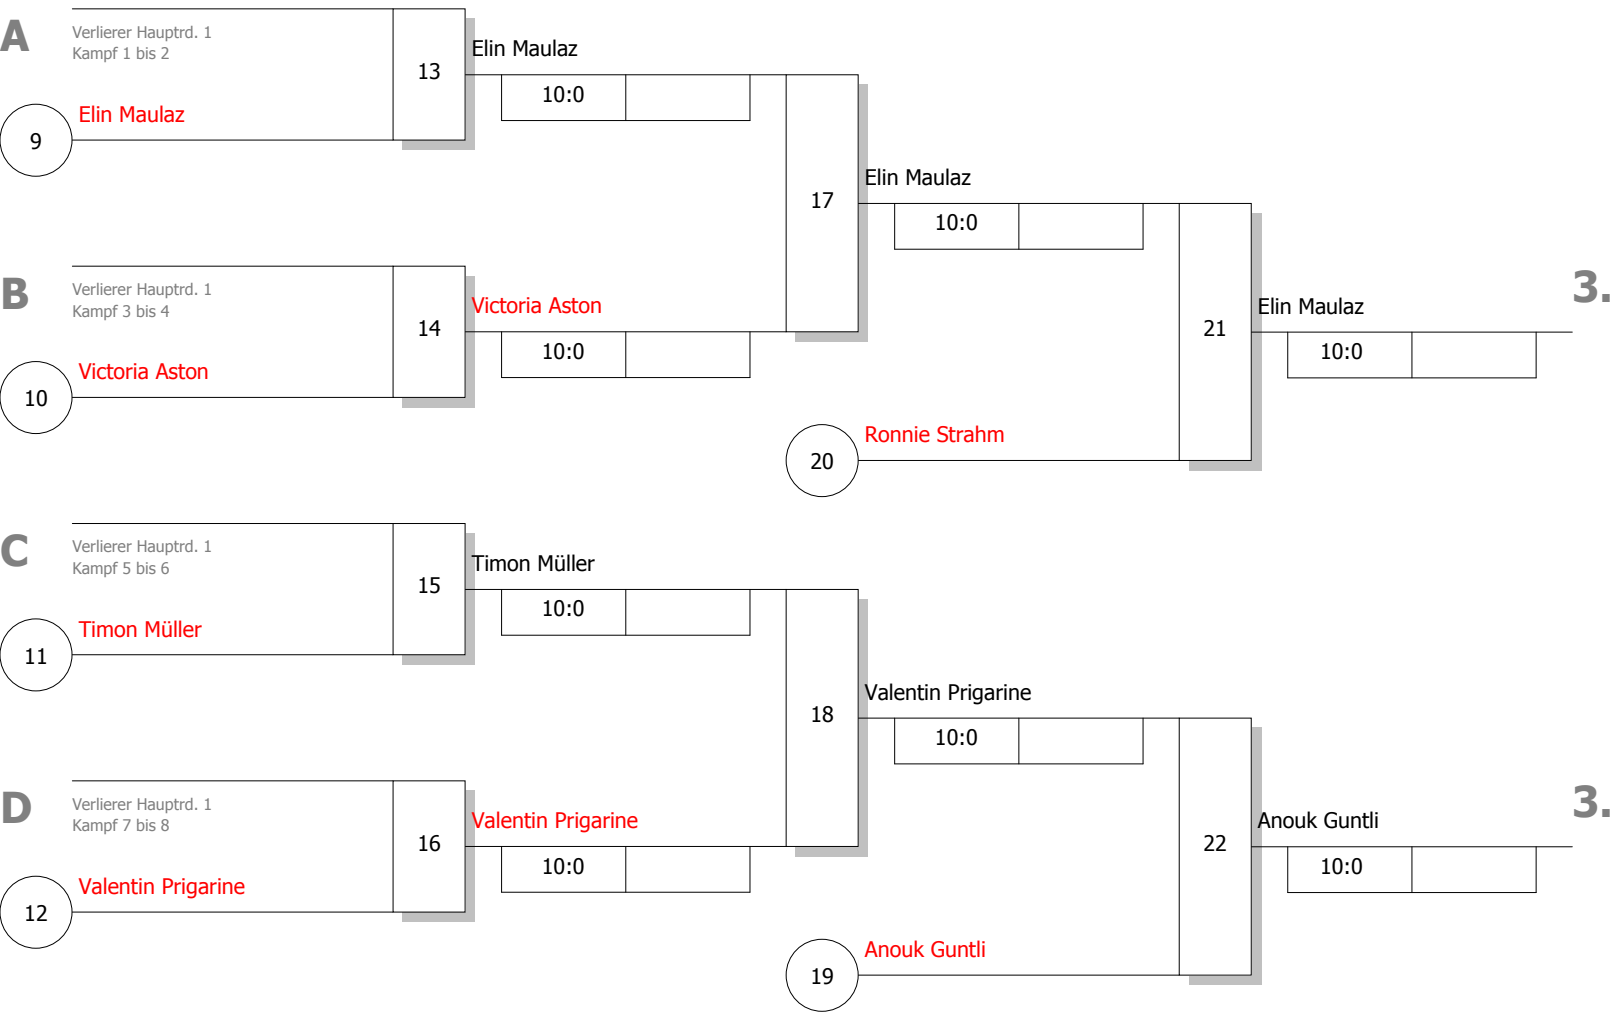 A
Verlierer Hauptrd. 1
Kampf 1 bis 2
13
Elin Maulaz
10:0
Elin Maulaz
9
17
Elin Maulaz
10:0
B
Verlierer Hauptrd. 1
Kampf 3 bis 4
14
Victoria Aston
10:0
Victoria Aston
10
21
Elin Maulaz
10:0
3.
Ronnie Strahm
20
C
Verlierer Hauptrd. 1
Kampf 5 bis 6
15
Timon Müller
10:0
Timon Müller
11
18
Valentin Prigarine
10:0
D
Verlierer Hauptrd. 1
Kampf 7 bis 8
16
Valentin Prigarine
10:0
Valentin Prigarine
12
22
Anouk Guntli
10:0
3.
Anouk Guntli
19